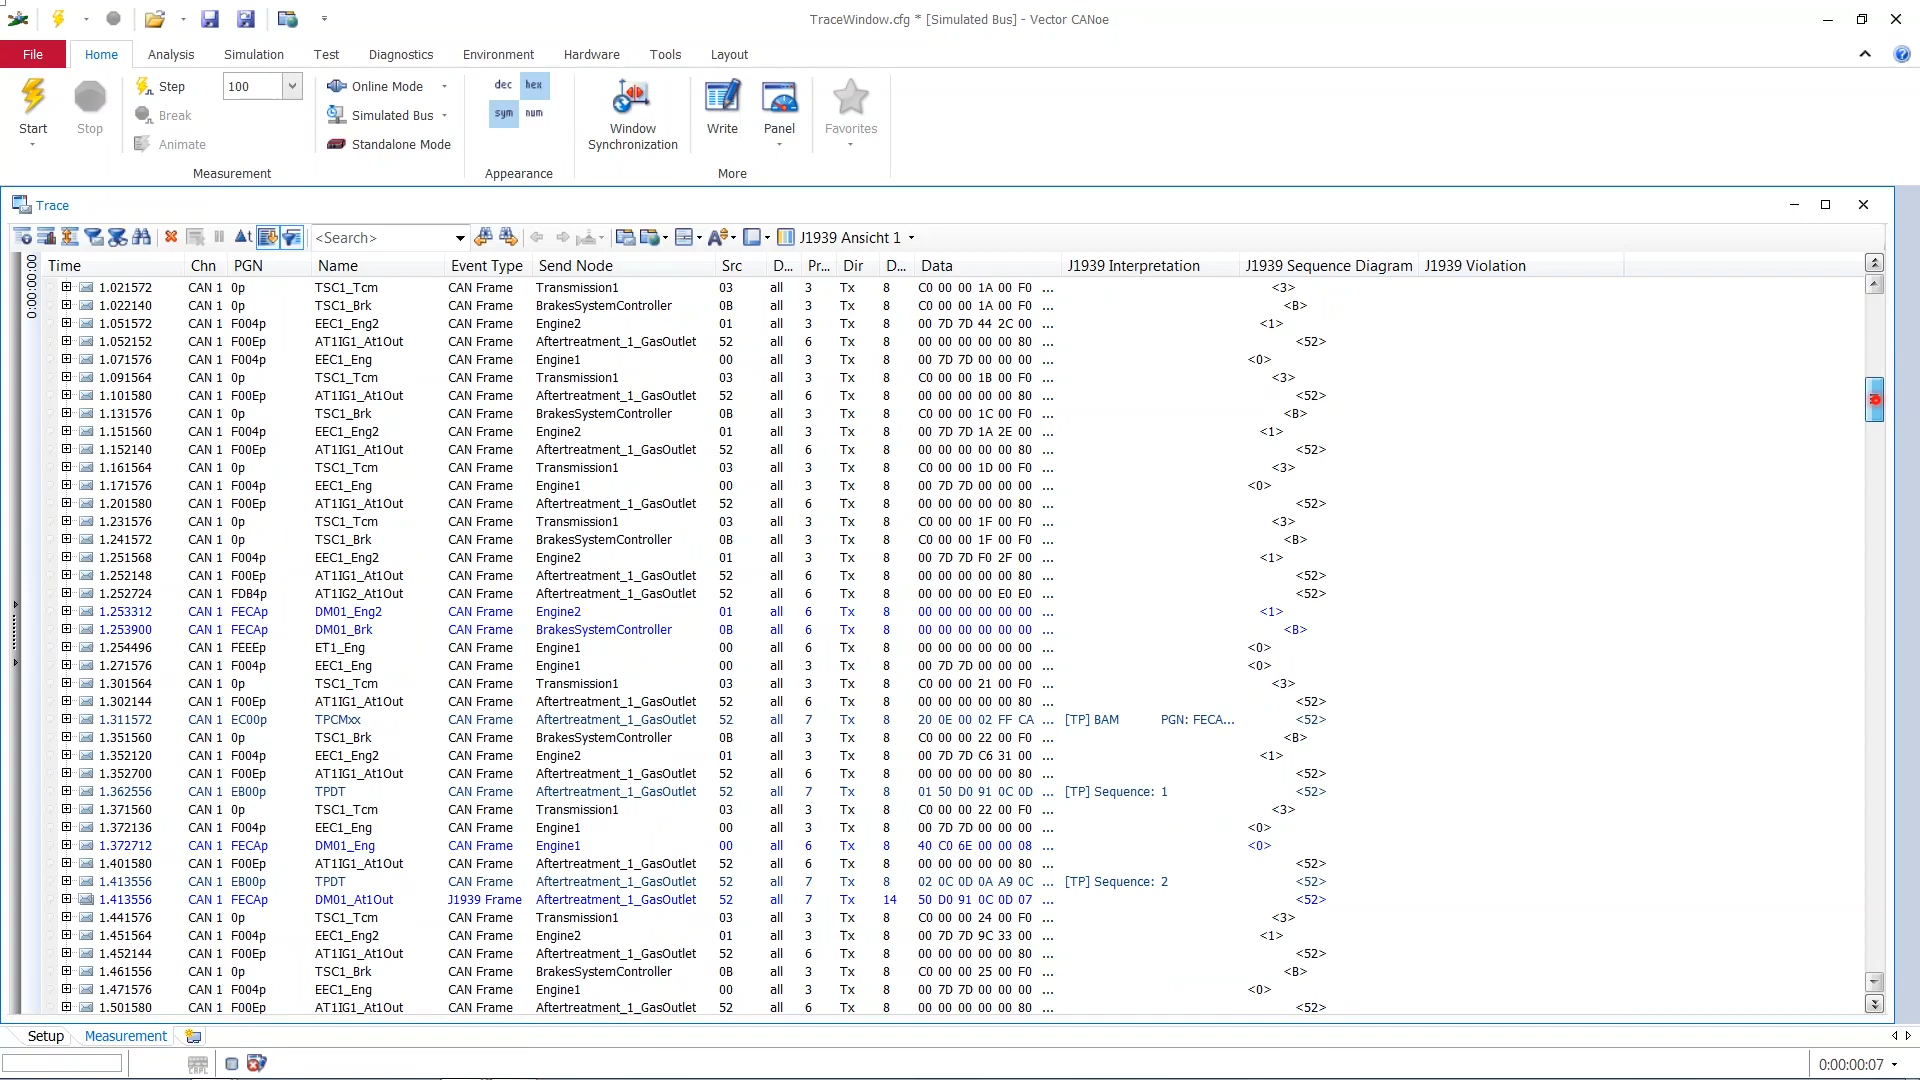 TraceWindow.cfg * [Simulated Bus] - Vector CANoe
File Home Analysis Simulation Test Diagnostics Environment Hardware Tools Layout
Start
Stop
Step 100
Break
Animate
Measurement
Online Mode
Simulated Bus
Standalone Mode
dec hex
sym num
Appearance
Window Synchronization
Write
Panel
Favorites
More
Trace
<Search> J1939 Ansicht 1
0:00:00:00
Time Chn PGN Name Event Type Send Node Src D... Pr... Dir D... Data J1939 Interpretation J1939 Sequence Diagram J1939 Violation
1.021572 CAN 1 0p TSC1_Tcm CAN Frame Transmission1 03 all 3 Tx 8 C0 00 00 1A 00 F0 ... <3>
1.022140 CAN 1 0p TSC1_Brk CAN Frame BrakesSystemController 0B all 3 Tx 8 C0 00 00 1A 00 F0 ... <B>
1.051572 CAN 1 F004p EEC1_Eng2 CAN Frame Engine2 01 all 3 Tx 8 00 7D 7D 44 2C 00 ... <1>
1.052152 CAN 1 F00Ep AT1IG1_At1Out CAN Frame Aftertreatment_1_GasOutlet 52 all 6 Tx 8 00 00 00 00 00 80 ... <52>
1.071576 CAN 1 F004p EEC1_Eng CAN Frame Engine1 00 all 3 Tx 8 00 7D 7D 00 00 00 ... <0>
1.091564 CAN 1 0p TSC1_Tcm CAN Frame Transmission1 03 all 3 Tx 8 C0 00 00 1B 00 F0 ... <3>
1.101580 CAN 1 F00Ep AT1IG1_At1Out CAN Frame Aftertreatment_1_GasOutlet 52 all 6 Tx 8 00 00 00 00 00 80 ... <52>
1.131576 CAN 1 0p TSC1_Brk CAN Frame BrakesSystemController 0B all 3 Tx 8 C0 00 00 1C 00 F0 ... <B>
1.151560 CAN 1 F004p EEC1_Eng2 CAN Frame Engine2 01 all 3 Tx 8 00 7D 7D 1A 2E 00 ... <1>
1.152140 CAN 1 F00Ep AT1IG1_At1Out CAN Frame Aftertreatment_1_GasOutlet 52 all 6 Tx 8 00 00 00 00 00 80 ... <52>
1.161564 CAN 1 0p TSC1_Tcm CAN Frame Transmission1 03 all 3 Tx 8 C0 00 00 1D 00 F0 ... <3>
1.171576 CAN 1 F004p EEC1_Eng CAN Frame Engine1 00 all 3 Tx 8 00 7D 7D 00 00 00 ... <0>
1.201580 CAN 1 F00Ep AT1IG1_At1Out CAN Frame Aftertreatment_1_GasOutlet 52 all 6 Tx 8 00 00 00 00 00 80 ... <52>
1.231576 CAN 1 0p TSC1_Tcm CAN Frame Transmission1 03 all 3 Tx 8 C0 00 00 1F 00 F0 ... <3>
1.241572 CAN 1 0p TSC1_Brk CAN Frame BrakesSystemController 0B all 3 Tx 8 C0 00 00 1F 00 F0 ... <B>
1.251568 CAN 1 F004p EEC1_Eng2 CAN Frame Engine2 01 all 3 Tx 8 00 7D 7D F0 2F 00 ... <1>
1.252148 CAN 1 F00Ep AT1IG1_At1Out CAN Frame Aftertreatment_1_GasOutlet 52 all 6 Tx 8 00 00 00 00 00 80 ... <52>
1.252724 CAN 1 FDB4p AT1IG2_At1Out CAN Frame Aftertreatment_1_GasOutlet 52 all 6 Tx 8 00 00 00 00 E0 E0 ... <52>
1.253312 CAN 1 FECAp DM01_Eng2 CAN Frame Engine2 01 all 6 Tx 8 00 00 00 00 00 00 ... <1>
1.253900 CAN 1 FECAp DM01_Brk CAN Frame BrakesSystemController 0B all 6 Tx 8 00 00 00 00 00 00 ... <B>
1.254496 CAN 1 FEEEp ET1_Eng CAN Frame Engine1 00 all 6 Tx 8 00 00 00 00 00 00 ... <0>
1.271576 CAN 1 F004p EEC1_Eng CAN Frame Engine1 00 all 3 Tx 8 00 7D 7D 00 00 00 ... <0>
1.301564 CAN 1 0p TSC1_Tcm CAN Frame Transmission1 03 all 3 Tx 8 C0 00 00 21 00 F0 ... <3>
1.302144 CAN 1 F00Ep AT1IG1_At1Out CAN Frame Aftertreatment_1_GasOutlet 52 all 6 Tx 8 00 00 00 00 00 80 ... <52>
1.311572 CAN 1 EC00p TPCMxx CAN Frame Aftertreatment_1_GasOutlet 52 all 7 Tx 8 20 0E 00 02 FF CA ... [TP] BAM PGN: FECA... <52>
1.351560 CAN 1 0p TSC1_Brk CAN Frame BrakesSystemController 0B all 3 Tx 8 C0 00 00 22 00 F0 ... <B>
1.352120 CAN 1 F004p EEC1_Eng2 CAN Frame Engine2 01 all 3 Tx 8 00 7D 7D C6 31 00 ... <1>
1.352700 CAN 1 F00Ep AT1IG1_At1Out CAN Frame Aftertreatment_1_GasOutlet 52 all 6 Tx 8 00 00 00 00 00 80 ... <52>
1.362556 CAN 1 EB00p TPDT CAN Frame Aftertreatment_1_GasOutlet 52 all 7 Tx 8 01 50 D0 91 0C 0D ... [TP] Sequence: 1 <52>
1.371560 CAN 1 0p TSC1_Tcm CAN Frame Transmission1 03 all 3 Tx 8 C0 00 00 22 00 F0 ... <3>
1.372136 CAN 1 F004p EEC1_Eng CAN Frame Engine1 00 all 3 Tx 8 00 7D 7D 00 00 00 ... <0>
1.372712 CAN 1 FECAp DM01_Eng CAN Frame Engine1 00 all 6 Tx 8 40 C0 6E 00 00 08 ... <0>
1.401580 CAN 1 F00Ep AT1IG1_At1Out CAN Frame Aftertreatment_1_GasOutlet 52 all 6 Tx 8 00 00 00 00 00 80 ... <52>
1.413556 CAN 1 EB00p TPDT CAN Frame Aftertreatment_1_GasOutlet 52 all 7 Tx 8 02 0C 0D 0A A9 0C ... [TP] Sequence: 2 <52>
1.413556 CAN 1 FECAp DM01_At1Out J1939 Frame Aftertreatment_1_GasOutlet 52 all 7 Tx 14 50 D0 91 0C 0D 07 ... <52>
1.441576 CAN 1 0p TSC1_Tcm CAN Frame Transmission1 03 all 3 Tx 8 C0 00 00 24 00 F0 ... <3>
1.451564 CAN 1 F004p EEC1_Eng2 CAN Frame Engine2 01 all 3 Tx 8 00 7D 7D 9C 33 00 ... <1>
1.452144 CAN 1 F00Ep AT1IG1_At1Out CAN Frame Aftertreatment_1_GasOutlet 52 all 6 Tx 8 00 00 00 00 00 80 ... <52>
1.461556 CAN 1 0p TSC1_Brk CAN Frame BrakesSystemController 0B all 3 Tx 8 C0 00 00 25 00 F0 ... <B>
1.471576 CAN 1 F004p EEC1_Eng CAN Frame Engine1 00 all 3 Tx 8 00 7D 7D 00 00 00 ... <0>
1.501580 CAN 1 F00Ep AT1IG1_At1Out CAN Frame Aftertreatment_1_GasOutlet 52 all 6 Tx 8 00 00 00 00 00 80 ... <52>
Setup Measurement
CAPL
0:00:00:07